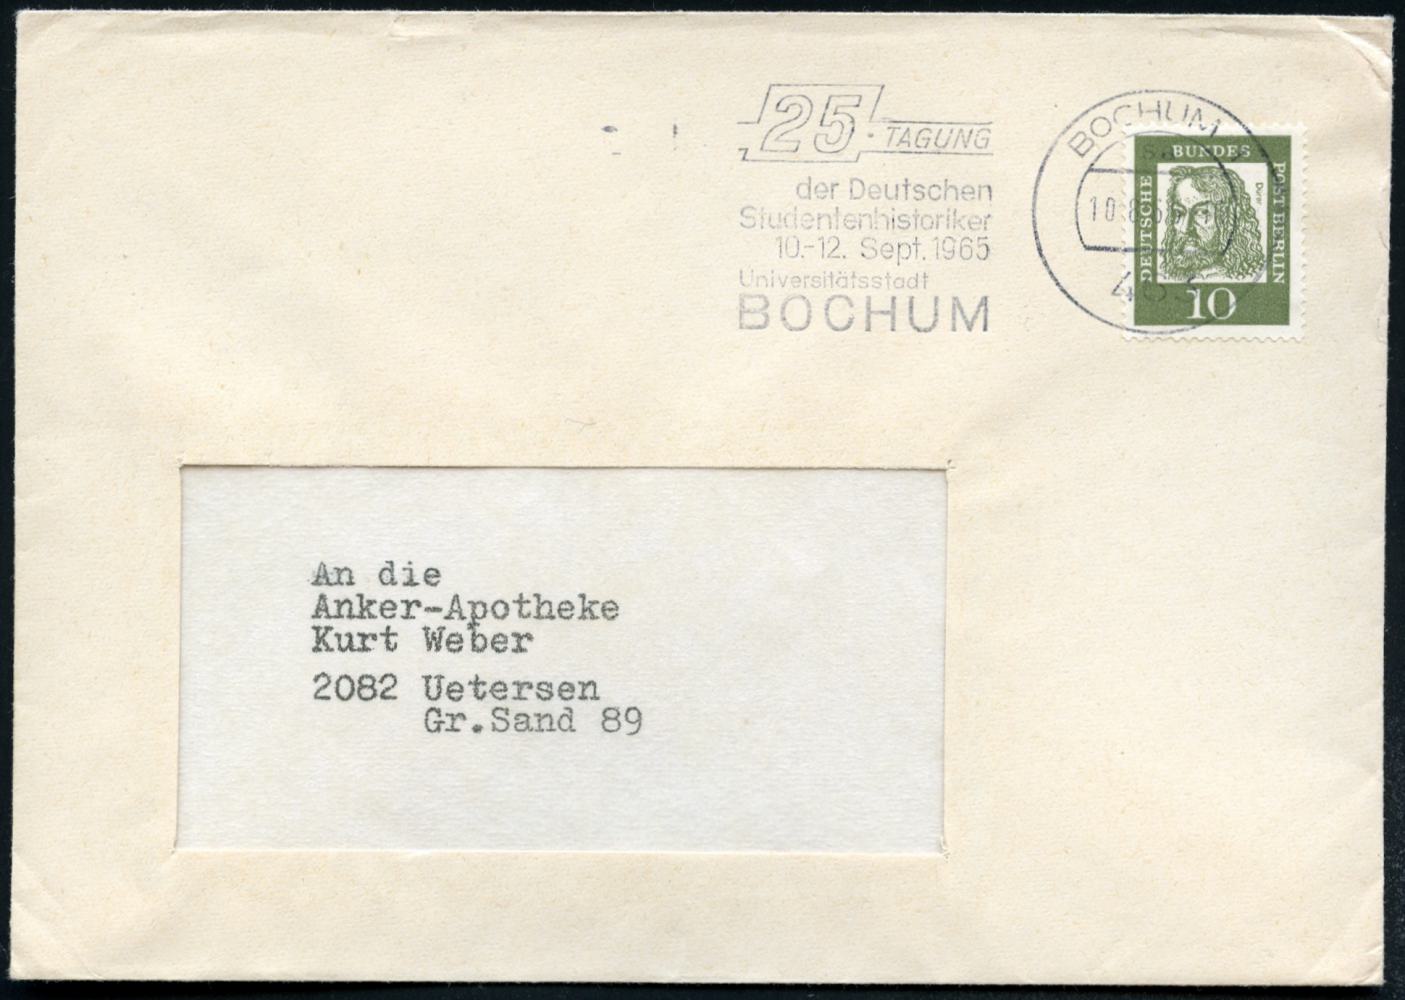 25. TAGUNG
der Deutschen
Studentenhistoriker
10.-12. Sept. 1965
Universitätsstadt
BOCHUM
BOCHUM
DEUTSCHE BUNDES POST BERLIN
Dürer
10
An die
Anker-Apotheke
Kurt Weber
2082 Uetersen
Gr.Sand 89